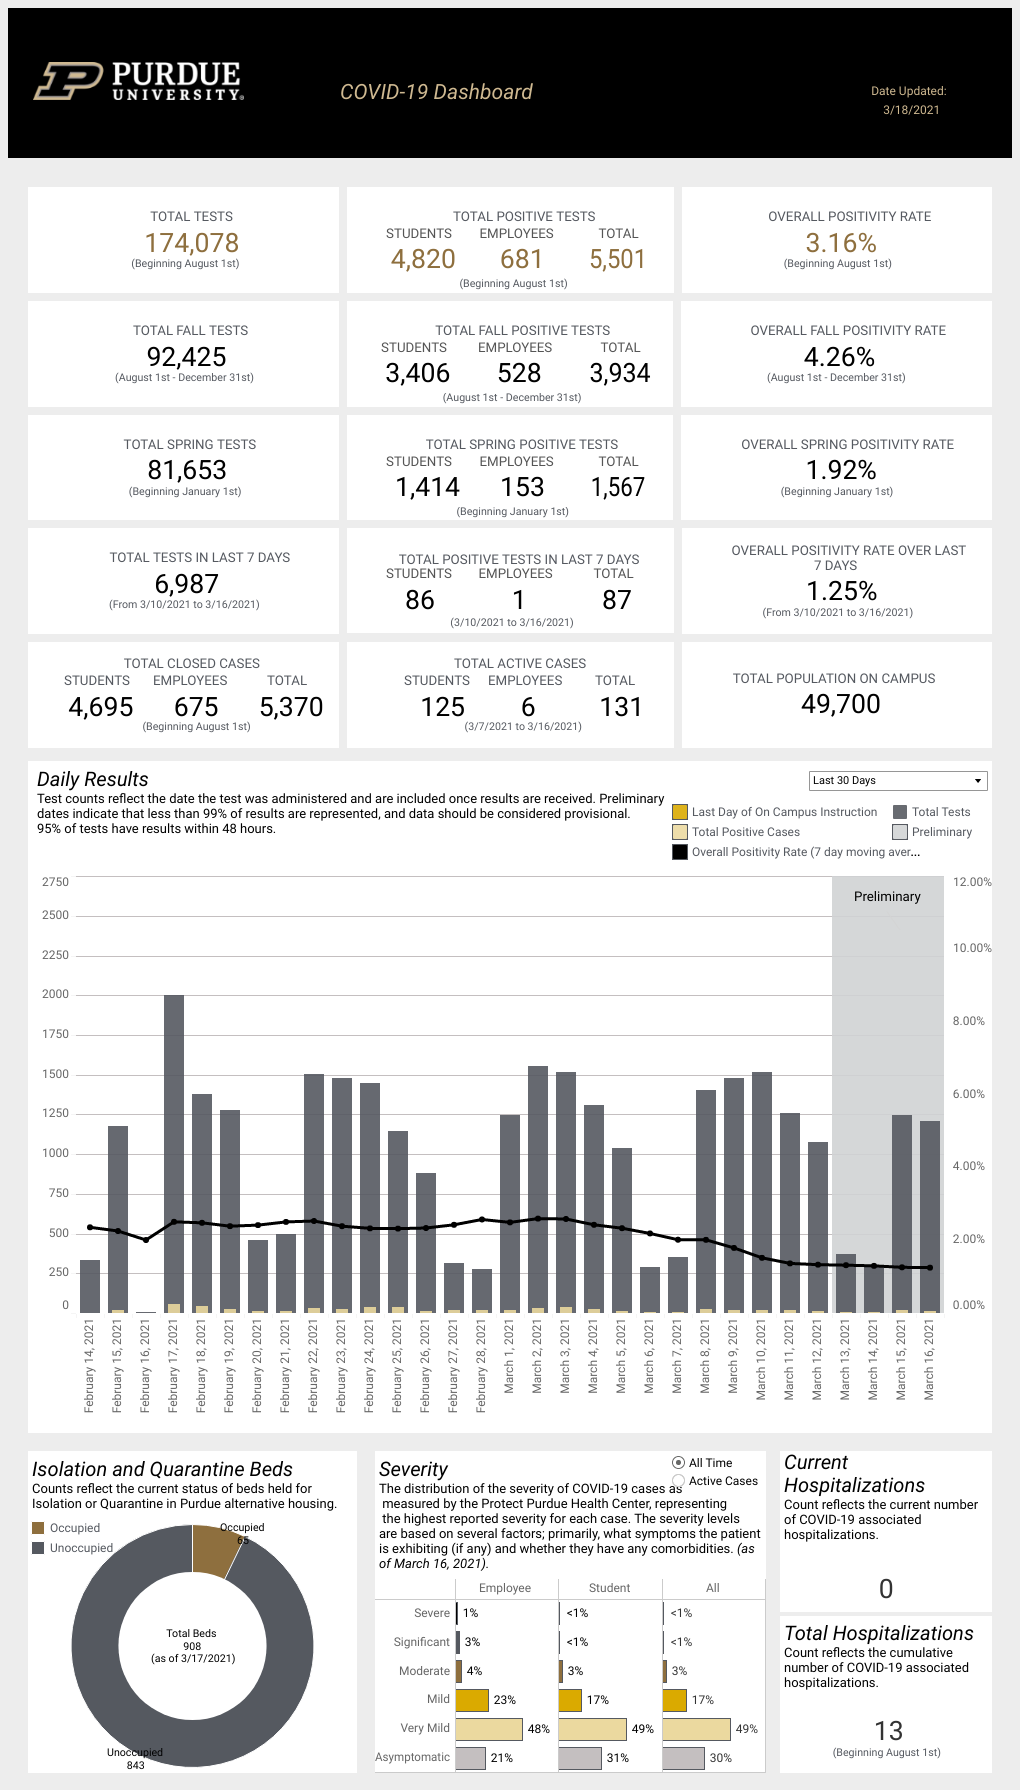 PURDUE
UNIVERSITY®
COVID-19 Dashboard
Date Updated:
3/18/2021
TOTAL TESTS
174,078
(Beginning August 1st)
TOTAL POSITIVE TESTS
STUDENTS EMPLOYEES TOTAL
4,820 681 5,501
(Beginning August 1st)
OVERALL POSITIVITY RATE
3.16%
(Beginning August 1st)
TOTAL FALL TESTS
92,425
(August 1st - December 31st)
TOTAL FALL POSITIVE TESTS
STUDENTS EMPLOYEES TOTAL
3,406 528 3,934
(August 1st - December 31st)
OVERALL FALL POSITIVITY RATE
4.26%
(August 1st - December 31st)
TOTAL SPRING TESTS
81,653
(Beginning January 1st)
TOTAL SPRING POSITIVE TESTS
STUDENTS EMPLOYEES TOTAL
1,414 153 1,567
(Beginning January 1st)
OVERALL SPRING POSITIVITY RATE
1.92%
(Beginning January 1st)
TOTAL TESTS IN LAST 7 DAYS
6,987
(From 3/10/2021 to 3/16/2021)
TOTAL POSITIVE TESTS IN LAST 7 DAYS
STUDENTS EMPLOYEES TOTAL
86 1 87
(3/10/2021 to 3/16/2021)
OVERALL POSITIVITY RATE OVER LAST
7 DAYS
1.25%
(From 3/10/2021 to 3/16/2021)
TOTAL CLOSED CASES
STUDENTS EMPLOYEES TOTAL
4,695 675 5,370
(Beginning August 1st)
TOTAL ACTIVE CASES
STUDENTS EMPLOYEES TOTAL
125 6 131
(3/7/2021 to 3/16/2021)
TOTAL POPULATION ON CAMPUS
49,700
Daily Results
Test counts reflect the date the test was administered and are included once results are received. Preliminary
dates indicate that less than 99% of results are represented, and data should be considered provisional.
95% of tests have results within 48 hours.
Last 30 Days
Last Day of On Campus Instruction
Total Tests
Total Positive Cases
Preliminary
Overall Positivity Rate (7 day moving aver...
2750
2500
2250
2000
1750
1500
1250
1000
750
500
250
0
Preliminary
12.00%
10.00%
8.00%
6.00%
4.00%
2.00%
0.00%
February 14, 2021
February 15, 2021
February 16, 2021
February 17, 2021
February 18, 2021
February 19, 2021
February 20, 2021
February 21, 2021
February 22, 2021
February 23, 2021
February 24, 2021
February 25, 2021
February 26, 2021
February 27, 2021
February 28, 2021
March 1, 2021
March 2, 2021
March 3, 2021
March 4, 2021
March 5, 2021
March 6, 2021
March 7, 2021
March 8, 2021
March 9, 2021
March 10, 2021
March 11, 2021
March 12, 2021
March 13, 2021
March 14, 2021
March 15, 2021
March 16, 2021
Isolation and Quarantine Beds
Counts reflect the current status of beds held for
Isolation or Quarantine in Purdue alternative housing.
Occupied
Unoccupied
Occupied
65
Total Beds
908
(as of 3/17/2021)
Unoccupied
843
Severity
All Time
Active Cases
The distribution of the severity of COVID-19 cases as
measured by the Protect Purdue Health Center, representing
the highest reported severity for each case. The severity levels
are based on several factors; primarily, what symptoms the patient
is exhibiting (if any) and whether they have any comorbidities. (as
of March 16, 2021).
Employee Student All
Severe 1% <1% <1%
Significant 3% <1% <1%
Moderate 4% 3% 3%
Mild 23% 17% 17%
Very Mild 48% 49% 49%
Asymptomatic 21% 31% 30%
Current
Hospitalizations
Count reflects the current number
of COVID-19 associated
hospitalizations.
0
Total Hospitalizations
Count reflects the cumulative
number of COVID-19 associated
hospitalizations.
13
(Beginning August 1st)